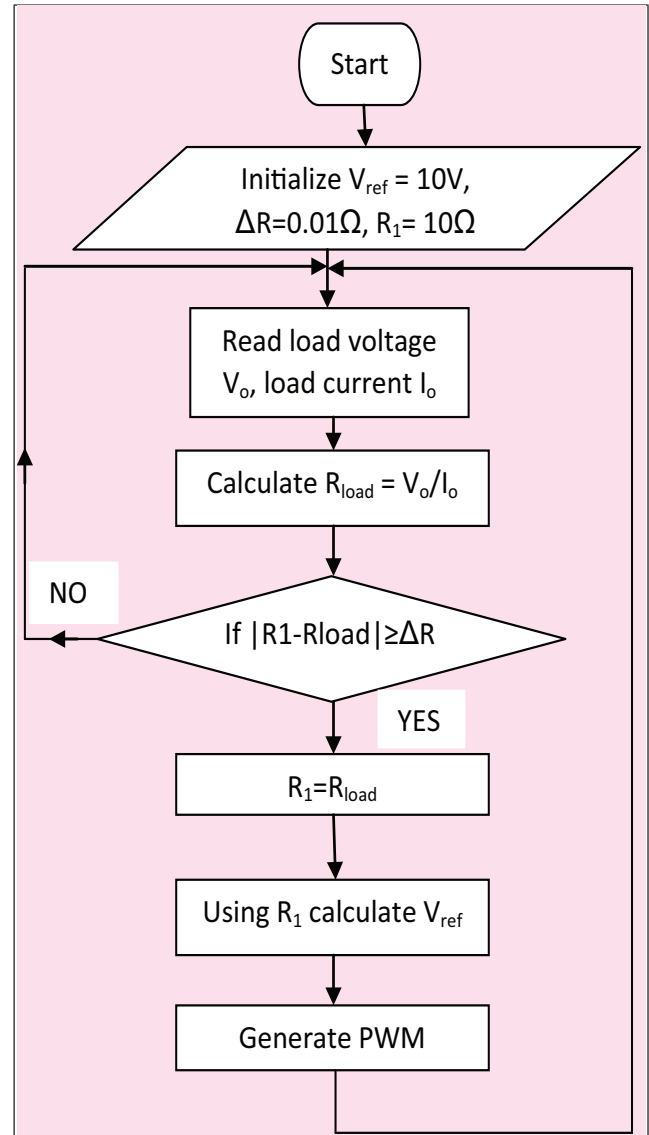 Start
Initialize Vref = 10V,
ΔR=0.01Ω, R1= 10Ω
Read load voltage
Vo, load current Io
Calculate Rload = Vo/Io
NO
If |R1-Rload|≥ΔR
YES
R1=Rload
Using R1 calculate Vref
Generate PWM